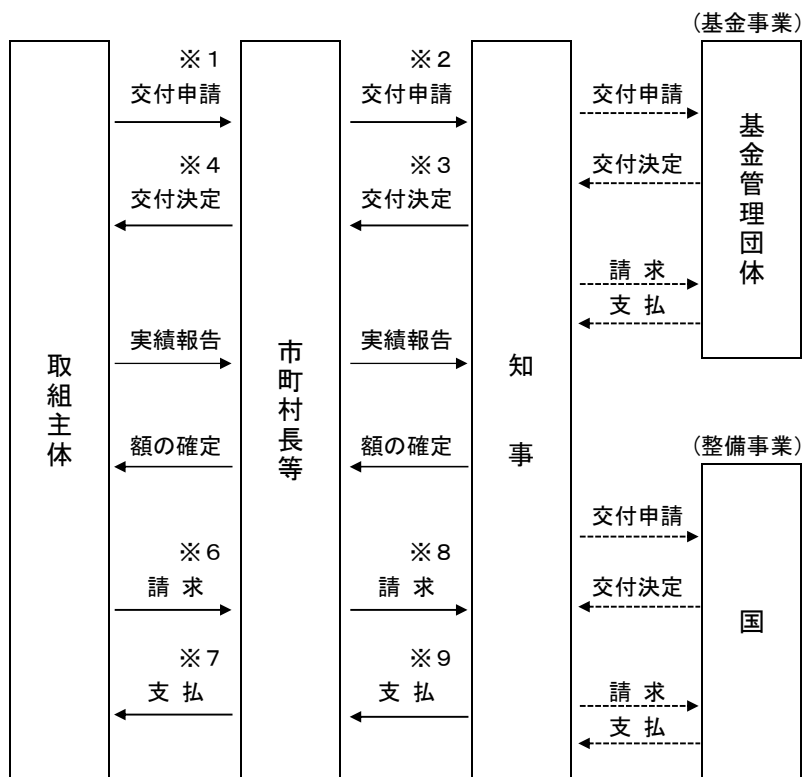 (基金事業)
※1
交付申請
※2
交付申請
交付申請
※4
交付決定
※3
交付決定
交付決定
請 求
支 払
基金管理団体
実績報告
実績報告
取組主体
市町村長等
知 事
額の確定
額の確定
(整備事業)
交付申請
※6
請 求
※8
請 求
交付決定
国
※7
支 払
※9
支 払
請 求
支 払